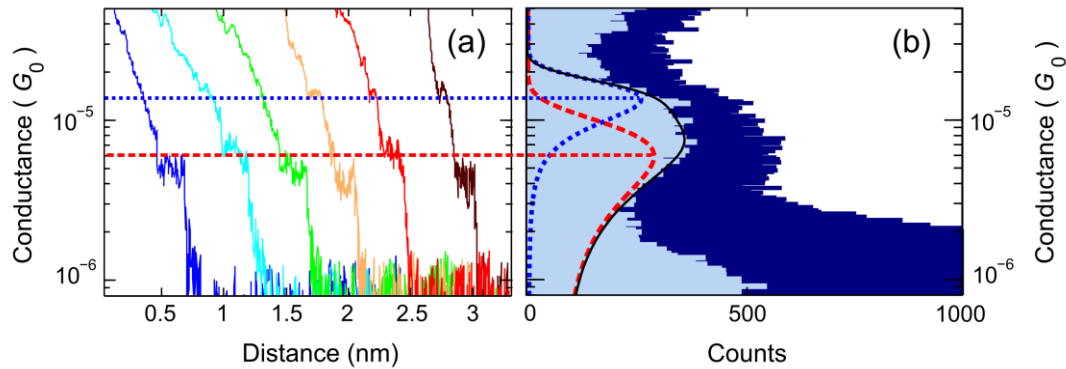 (a)
(b)
Conductance ( G₀ )
10⁻⁵
10⁻⁶
0.5 1 1.5 2 2.5 3
Distance (nm)
0 500 1000
Counts
10⁻⁵
10⁻⁶
Conductance ( G₀ )